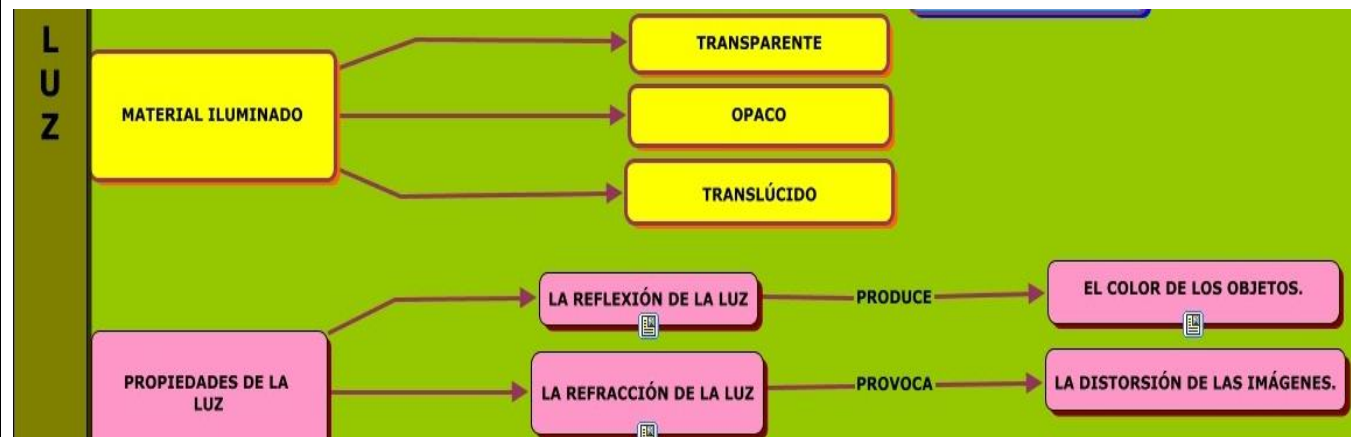 L
U
Z
MATERIAL ILUMINADO
TRANSPARENTE
OPACO
TRANSLÚCIDO
PROPIEDADES DE LA
LUZ
LA REFLEXIÓN DE LA LUZ
PRODUCE
EL COLOR DE LOS OBJETOS.
LA REFRACCIÓN DE LA LUZ
PROVOCA
LA DISTORSIÓN DE LAS IMÁGENES.